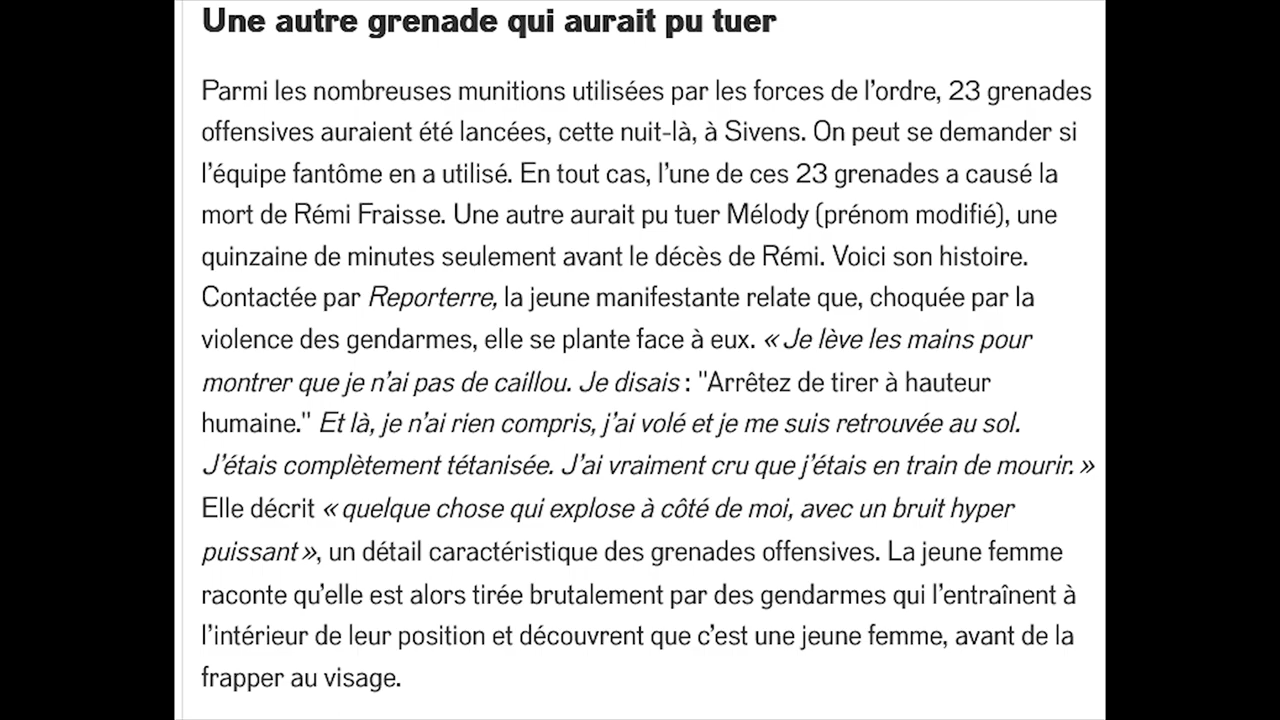 Une autre grenade qui aurait pu tuer
Parmi les nombreuses munitions utilisées par les forces de l’ordre, 23 grenades
offensives auraient été lancées, cette nuit-là, à Sivens. On peut se demander si
l’équipe fantôme en a utilisé. En tout cas, l’une de ces 23 grenades a causé la
mort de Rémi Fraisse. Une autre aurait pu tuer Mélody (prénom modifié), une
quinzaine de minutes seulement avant le décès de Rémi. Voici son histoire.
Contactée par Reporterre, la jeune manifestante relate que, choquée par la
violence des gendarmes, elle se plante face à eux. « Je lève les mains pour
montrer que je n’ai pas de caillou. Je disais : "Arrêtez de tirer à hauteur
humaine." Et là, je n’ai rien compris, j’ai volé et je me suis retrouvée au sol.
J’étais complètement tétanisée. J’ai vraiment cru que j’étais en train de mourir. »
Elle décrit « quelque chose qui explose à côté de moi, avec un bruit hyper
puissant », un détail caractéristique des grenades offensives. La jeune femme
raconte qu’elle est alors tirée brutalement par des gendarmes qui l’entraînent à
l’intérieur de leur position et découvrent que c’est une jeune femme, avant de la
frapper au visage.